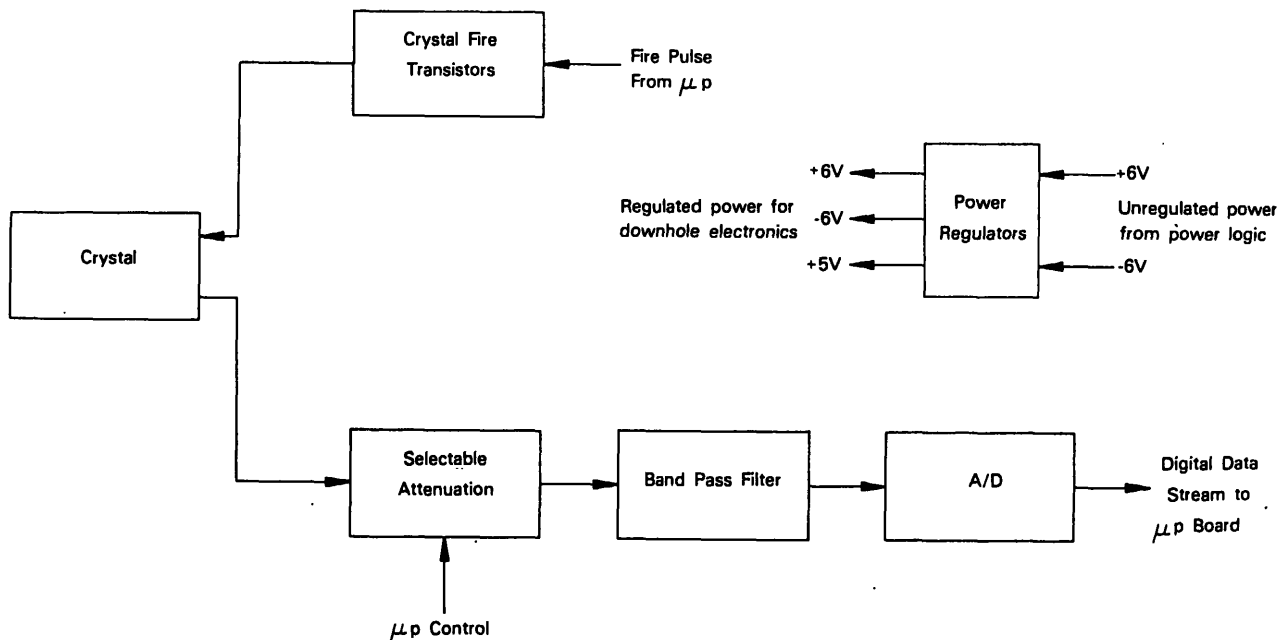 Crystal Fire
Transistors
Fire Pulse
From μp
+6V
-6V
+5V
Regulated power for
downhole electronics
Power
Regulators
+6V
-6V
Unregulated power
from power logic
Crystal
Selectable
Attenuation
Band Pass Filter
A/D
Digital Data
Stream to
μp Board
μp Control